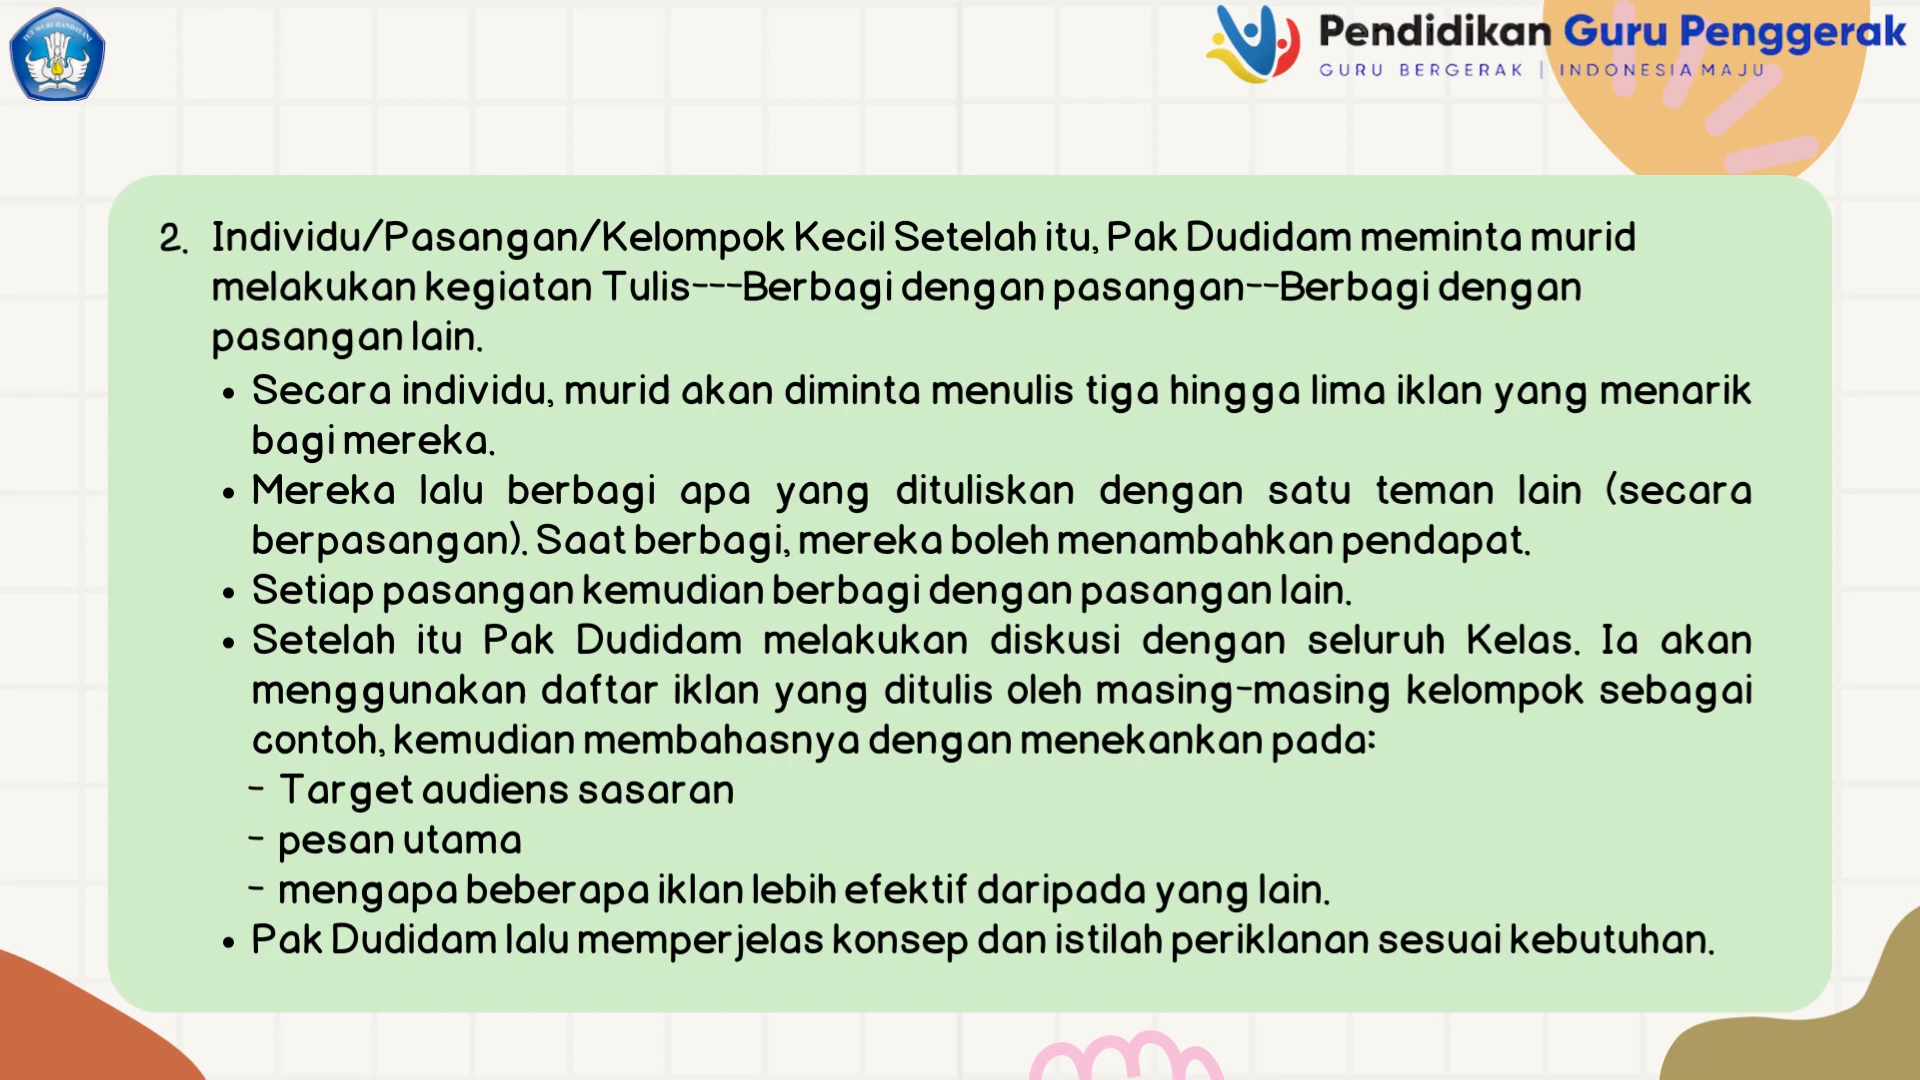 TUT WURI HANDAYANI
Pendidikan Guru Penggerak
GURU BERGERAK | INDONESIA MAJU
2. Individu/Pasangan/Kelompok Kecil Setelah itu, Pak Dudidam meminta murid
melakukan kegiatan Tulis---Berbagi dengan pasangan--Berbagi dengan
pasangan lain.
• Secara individu, murid akan diminta menulis tiga hingga lima iklan yang menarik
bagi mereka.
• Mereka lalu berbagi apa yang dituliskan dengan satu teman lain (secara
berpasangan). Saat berbagi, mereka boleh menambahkan pendapat.
• Setiap pasangan kemudian berbagi dengan pasangan lain.
• Setelah itu Pak Dudidam melakukan diskusi dengan seluruh Kelas. Ia akan
menggunakan daftar iklan yang ditulis oleh masing-masing kelompok sebagai
contoh, kemudian membahasnya dengan menekankan pada:
- Target audiens sasaran
- pesan utama
- mengapa beberapa iklan lebih efektif daripada yang lain.
• Pak Dudidam lalu memperjelas konsep dan istilah periklanan sesuai kebutuhan.